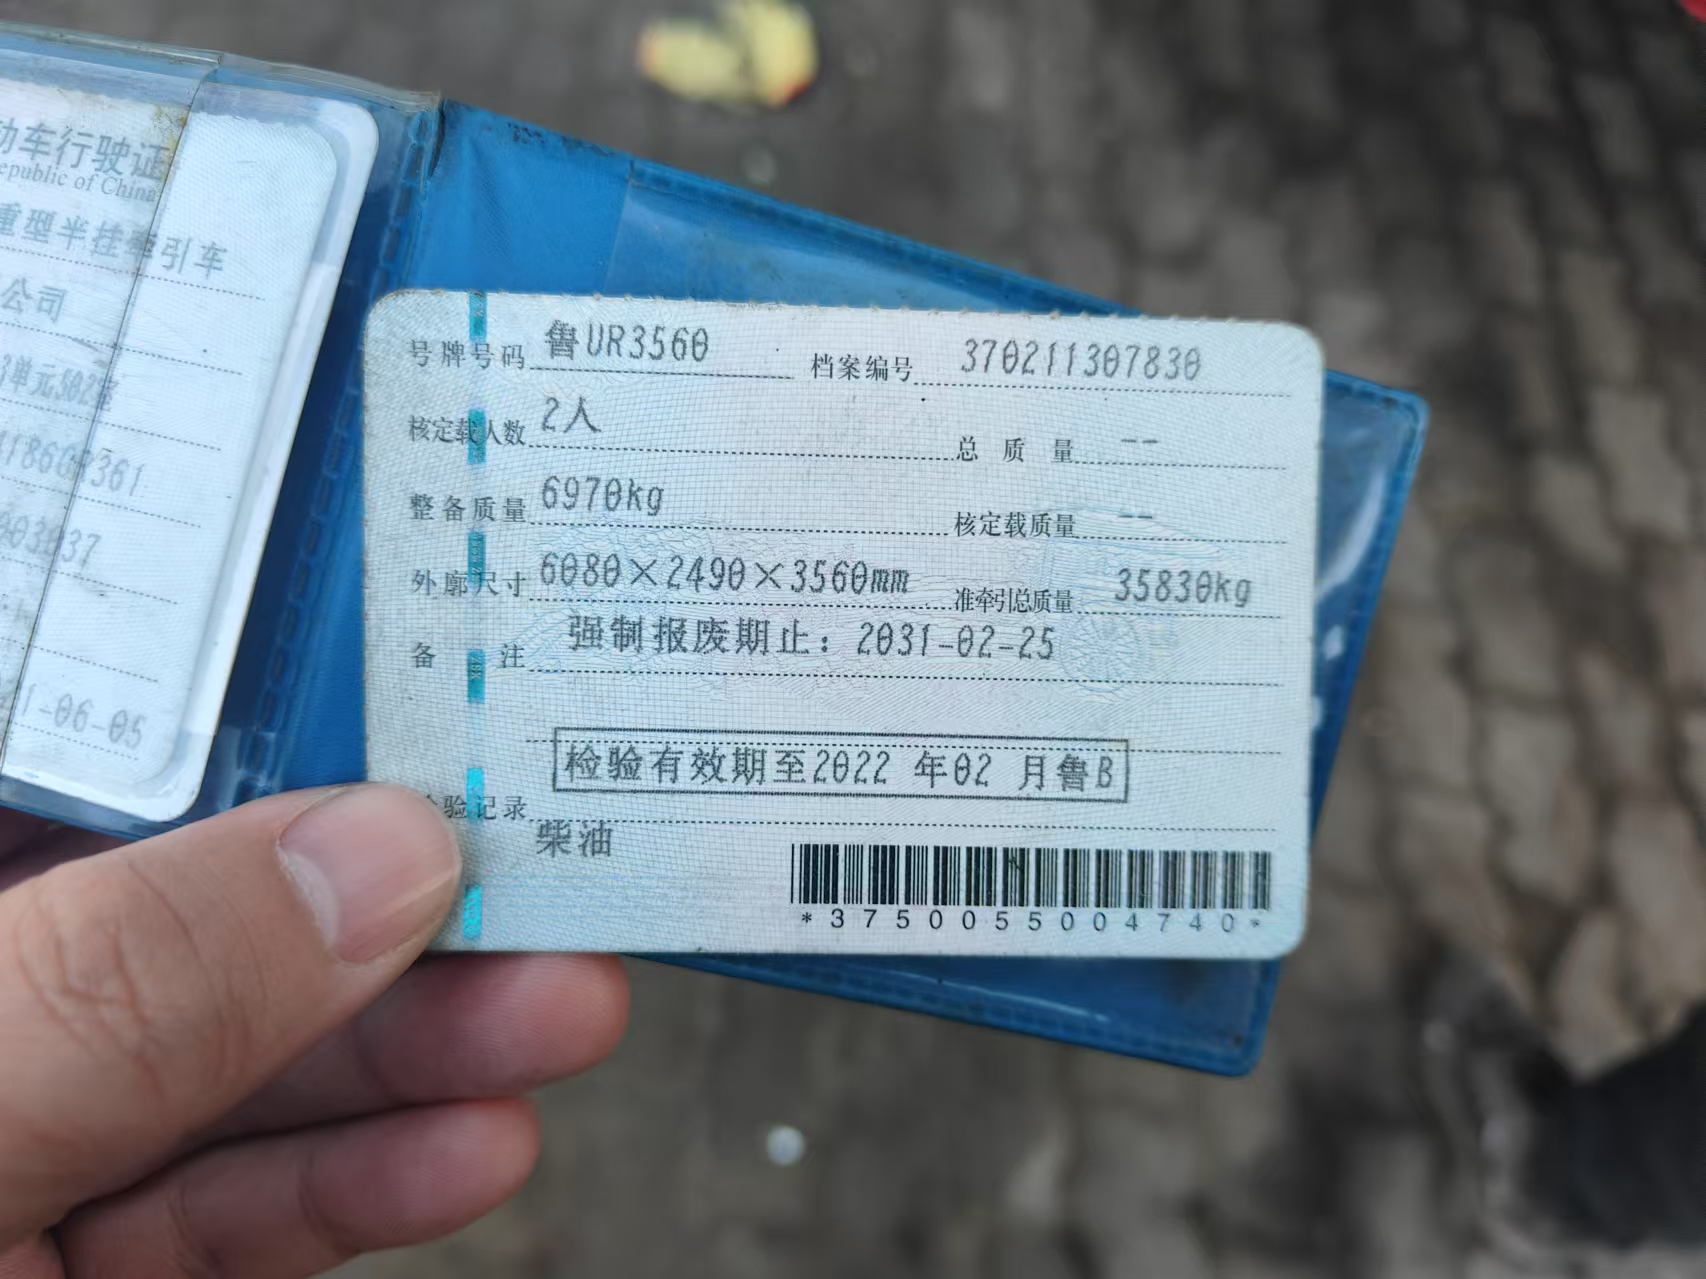 动车行驶证
epublic of China
重型半挂牵引车
公司
3单元502室
37
1-06-05
号牌号码 鲁UR3560 档案编号 370211307830
核定载人数 2人 总质量 --
整备质量 6970kg 核定载质量 --
外廓尺寸 6080×2490×3560mm 准牵引总质量 35830kg
备注 强制报废期止：2031-02-25
检验有效期至2022 年02 月鲁B
验记录
柴油
*3750055004740*